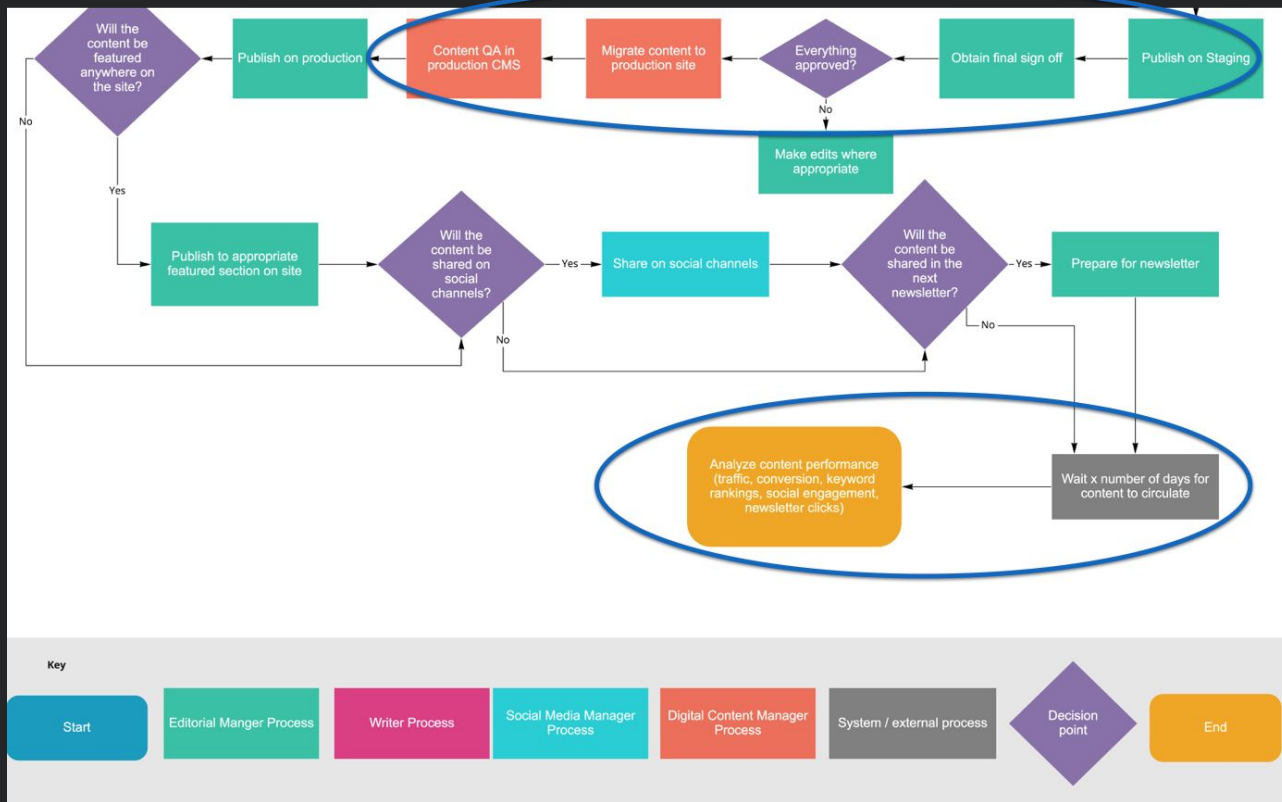 Will the
content be
featured
anywhere on
the site?
Publish on production
Content QA in
production CMS
Migrate content to
production site
Everything
approved?
Obtain final sign off
Publish on Staging
No
No
Make edits where
appropriate
Yes
Publish to appropriate
featured section on site
Will the
content be
shared on
social
channels?
Yes
Share on social channels
Will the
content be
shared in the
next
newsletter?
Yes
Prepare for newsletter
No
No
Analyze content performance
(traffic, conversion, keyword
rankings, social engagement,
newsletter clicks)
Wait x number of days for
content to circulate
Key
Start
Editorial Manger Process
Writer Process
Social Media Manager
Process
Digital Content Manager
Process
System / external process
Decision
point
End